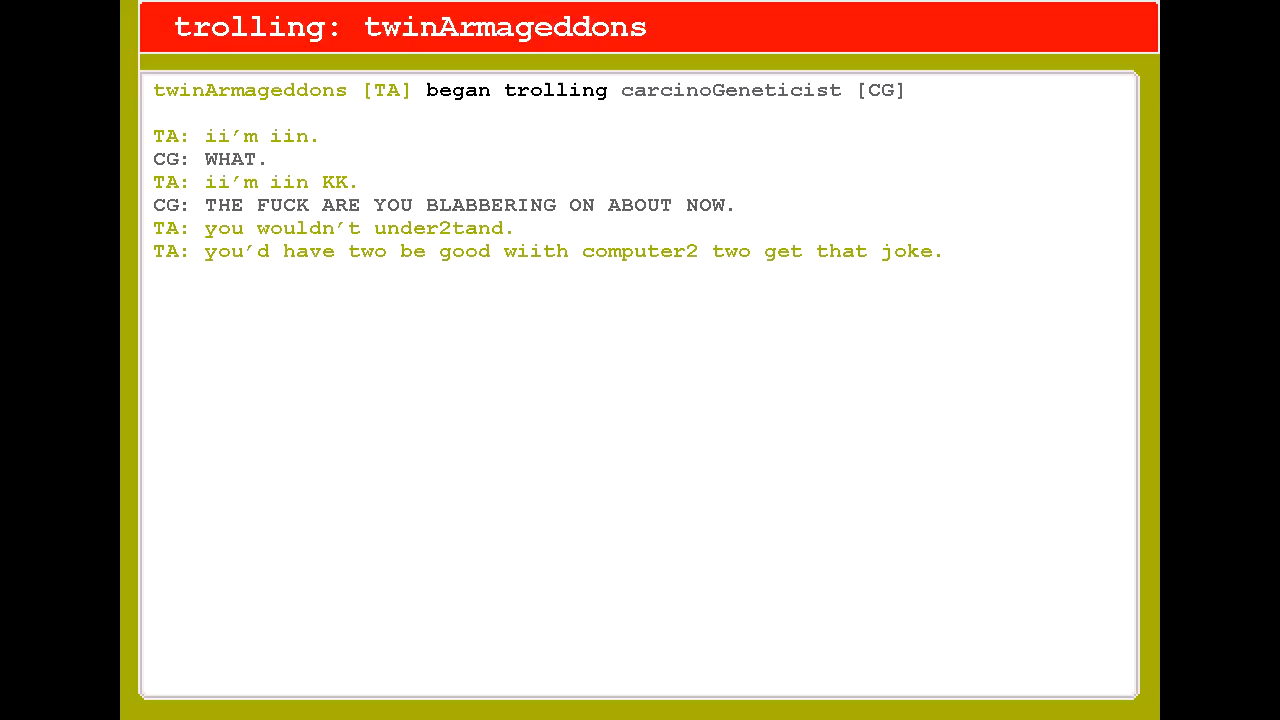 trolling: twinArmageddons
twinArmageddons [TA] began trolling carcinoGeneticist [CG]
TA: ii’m iin.
CG: WHAT.
TA: ii’m iin KK.
CG: THE FUCK ARE YOU BLABBERING ON ABOUT NOW.
TA: you wouldn’t under2tand.
TA: you’d have two be good wiith computer2 two get that joke.